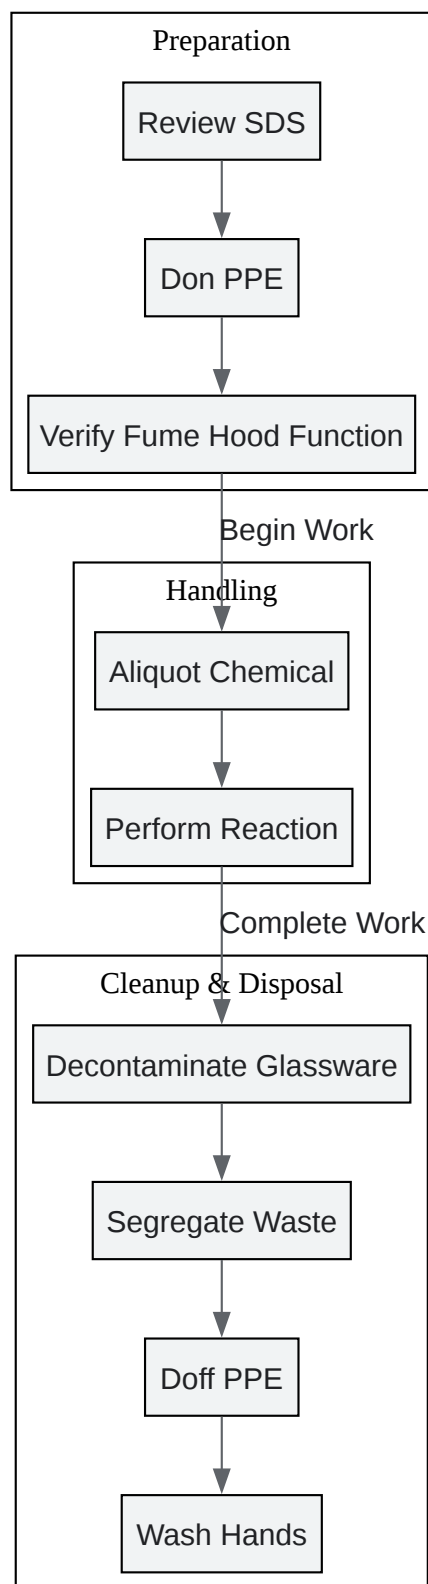 Preparation
Review SDS
Don PPE
Verify Fume Hood Function
Begin Work
Handling
Aliquot Chemical
Perform Reaction
Complete Work
Cleanup & Disposal
Decontaminate Glassware
Segregate Waste
Doff PPE
Wash Hands